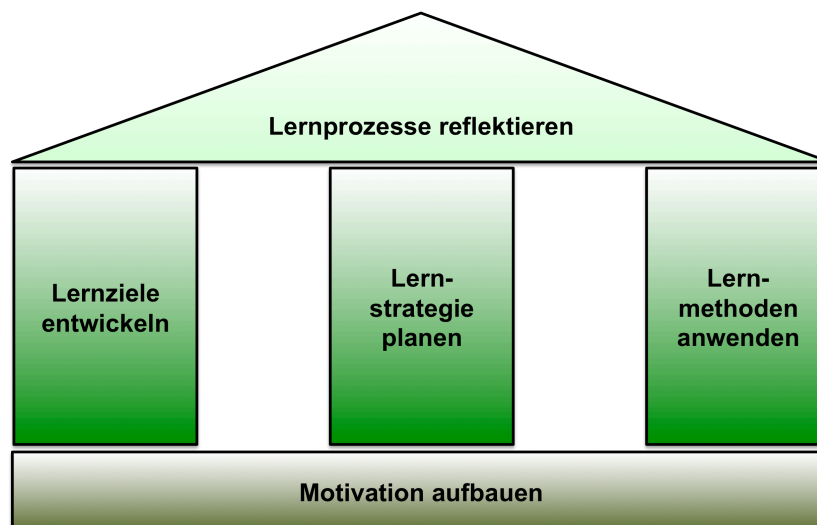 Lernprozesse reflektieren
Lernziele
entwickeln
Lern-
strategie
planen
Lern-
methoden
anwenden
Motivation aufbauen